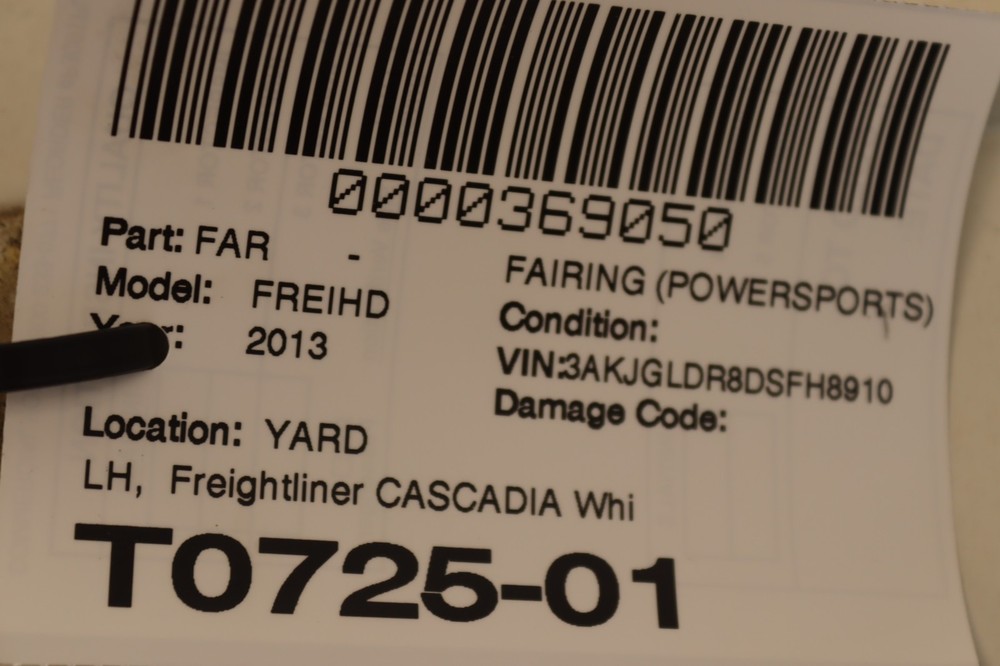 0000369050
Part: FAR -
FAIRING (POWERSPORTS)
Model: FREIHD
Condition:
Year: 2013
VIN:3AKJGLDR8DSFH8910
Damage Code:
Location: YARD
LH, Freightliner CASCADIA Whi
T0725-01